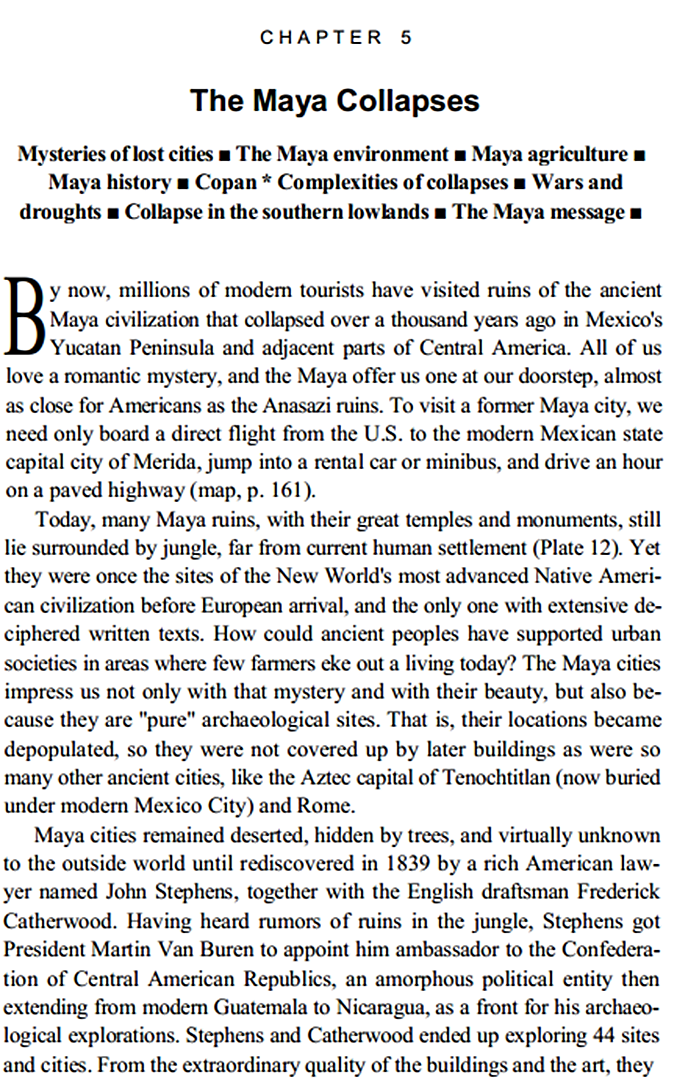 CHAPTER 5
The Maya Collapses
Mysteries of lost cities ■ The Maya environment ■ Maya agriculture ■
Maya history ■ Copan * Complexities of collapses ■ Wars and
droughts ■ Collapse in the southern lowlands ■ The Maya message ■
By now, millions of modern tourists have visited ruins of the ancient
Maya civilization that collapsed over a thousand years ago in Mexico's
Yucatan Peninsula and adjacent parts of Central America. All of us
love a romantic mystery, and the Maya offer us one at our doorstep, almost
as close for Americans as the Anasazi ruins. To visit a former Maya city, we
need only board a direct flight from the U.S. to the modern Mexican state
capital city of Merida, jump into a rental car or minibus, and drive an hour
on a paved highway (map, p. 161).
Today, many Maya ruins, with their great temples and monuments, still
lie surrounded by jungle, far from current human settlement (Plate 12). Yet
they were once the sites of the New World's most advanced Native Ameri-
can civilization before European arrival, and the only one with extensive de-
ciphered written texts. How could ancient peoples have supported urban
societies in areas where few farmers eke out a living today? The Maya cities
impress us not only with that mystery and with their beauty, but also be-
cause they are "pure" archaeological sites. That is, their locations became
depopulated, so they were not covered up by later buildings as were so
many other ancient cities, like the Aztec capital of Tenochtitlan (now buried
under modern Mexico City) and Rome.
Maya cities remained deserted, hidden by trees, and virtually unknown
to the outside world until rediscovered in 1839 by a rich American law-
yer named John Stephens, together with the English draftsman Frederick
Catherwood. Having heard rumors of ruins in the jungle, Stephens got
President Martin Van Buren to appoint him ambassador to the Confedera-
tion of Central American Republics, an amorphous political entity then
extending from modern Guatemala to Nicaragua, as a front for his archaeo-
logical explorations. Stephens and Catherwood ended up exploring 44 sites
and cities. From the extraordinary quality of the buildings and the art, they